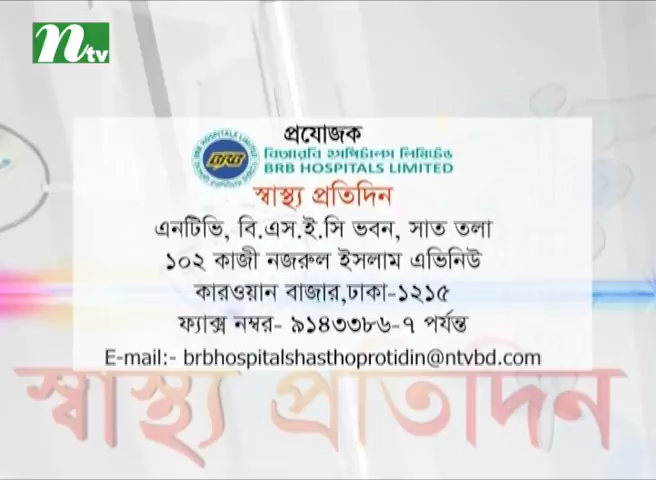 ntv
প্রযোজক
বিআরবি হসপিটালস লিমিটেড
BRB HOSPITALS LIMITED
BRB
স্বাস্থ্য প্রতিদিন
এনটিভি, বি.এস.ই.সি ভবন, সাত তলা
১০২ কাজী নজরুল ইসলাম এভিনিউ
কারওয়ান বাজার,ঢাকা-১২১৫
ফ্যাক্স নম্বর- ৯১৪৩৩৮৬-৭ পর্যন্ত
E-mail:- brbhospitalshasthoprotidin@ntvbd.com
স্বাস্থ্য প্রতিদিন